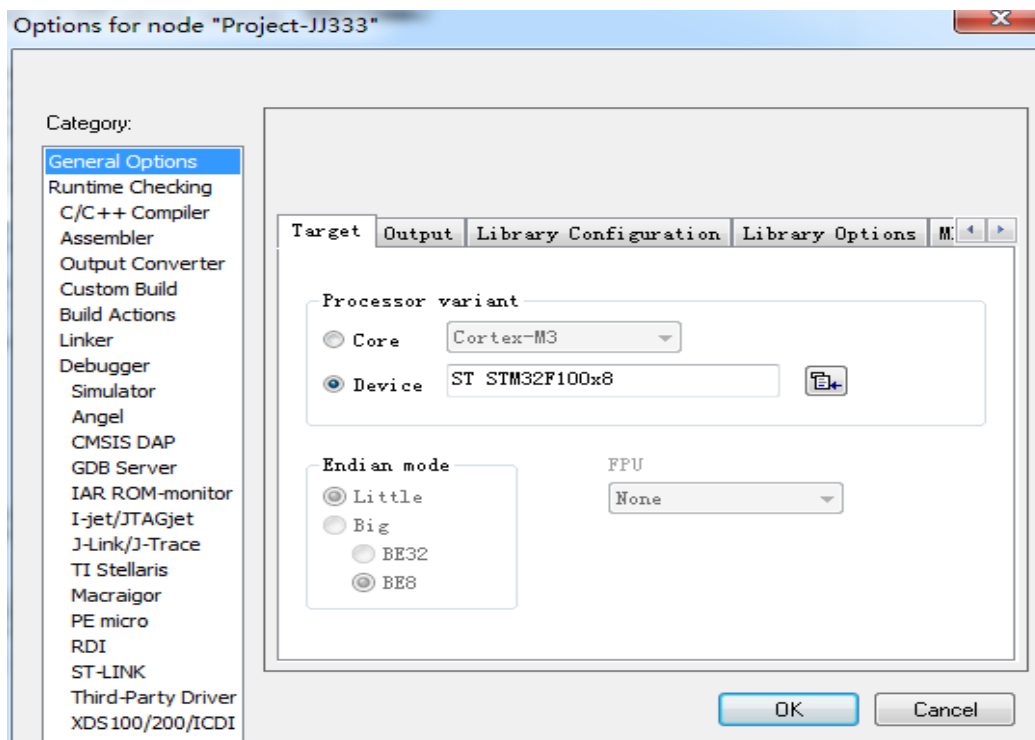 Options for node "Project-JJ333"
Category:
General Options
Runtime Checking
C/C++ Compiler
Assembler
Output Converter
Custom Build
Build Actions
Linker
Debugger
Simulator
Angel
CMSIS DAP
GDB Server
IAR ROM-monitor
I-jet/JTAGjet
J-Link/J-Trace
TI Stellaris
Macraigor
PE micro
RDI
ST-LINK
Third-Party Driver
XDS100/200/ICDI
Target Output Library Configuration Library Options
Processor variant
Core Cortex-M3
Device ST STM32F100x8
Endian mode
Little
Big
BE32
BE8
FPU
None
OK Cancel